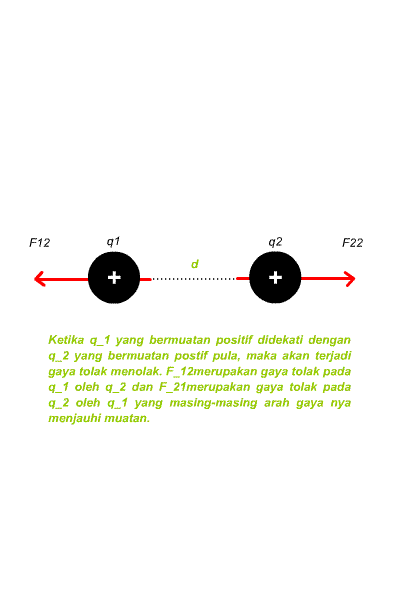 F12 q1 q2 F22
d
+ +
Ketika q_1 yang bermuatan positif didekati dengan
q_2 yang bermuatan postif pula, maka akan terjadi
gaya tolak menolak. F_12merupakan gaya tolak pada
q_1 oleh q_2 dan F_21merupakan gaya tolak pada
q_2 oleh q_1 yang masing-masing arah gaya nya
menjauhi muatan.